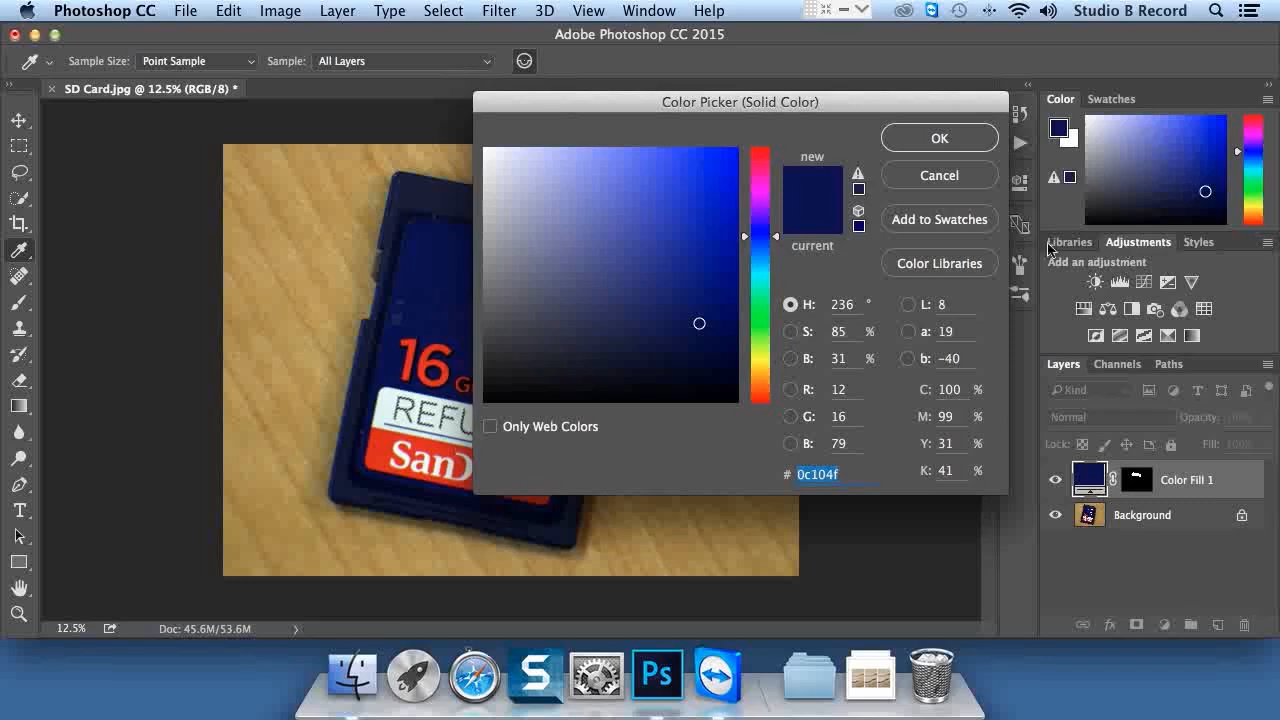 Photoshop CC File Edit Image Layer Type Select Filter 3D View Window Help Studio B Record
Adobe Photoshop CC 2015
Sample Size: Point Sample Sample: All Layers
SD Card.jpg @ 12.5% (RGB/8) *
Color Picker (Solid Color)
new
current
OK
Cancel
Add to Swatches
Color Libraries
H: 236 ° L: 8
S: 85 % a: 19
B: 31 % b: -40
R: 12 C: 100 %
G: 16 M: 99 %
B: 79 Y: 31 %
# 0c104f K: 41 %
Only Web Colors
16 G
REFU
SanD
Color Swatches
Libraries Adjustments Styles
Add an adjustment
Layers Channels Paths
Kind
Normal Opacity: 100%
Lock: Fill: 100%
Color Fill 1
Background
12.5% Doc: 45.6M/53.6M
S Ps